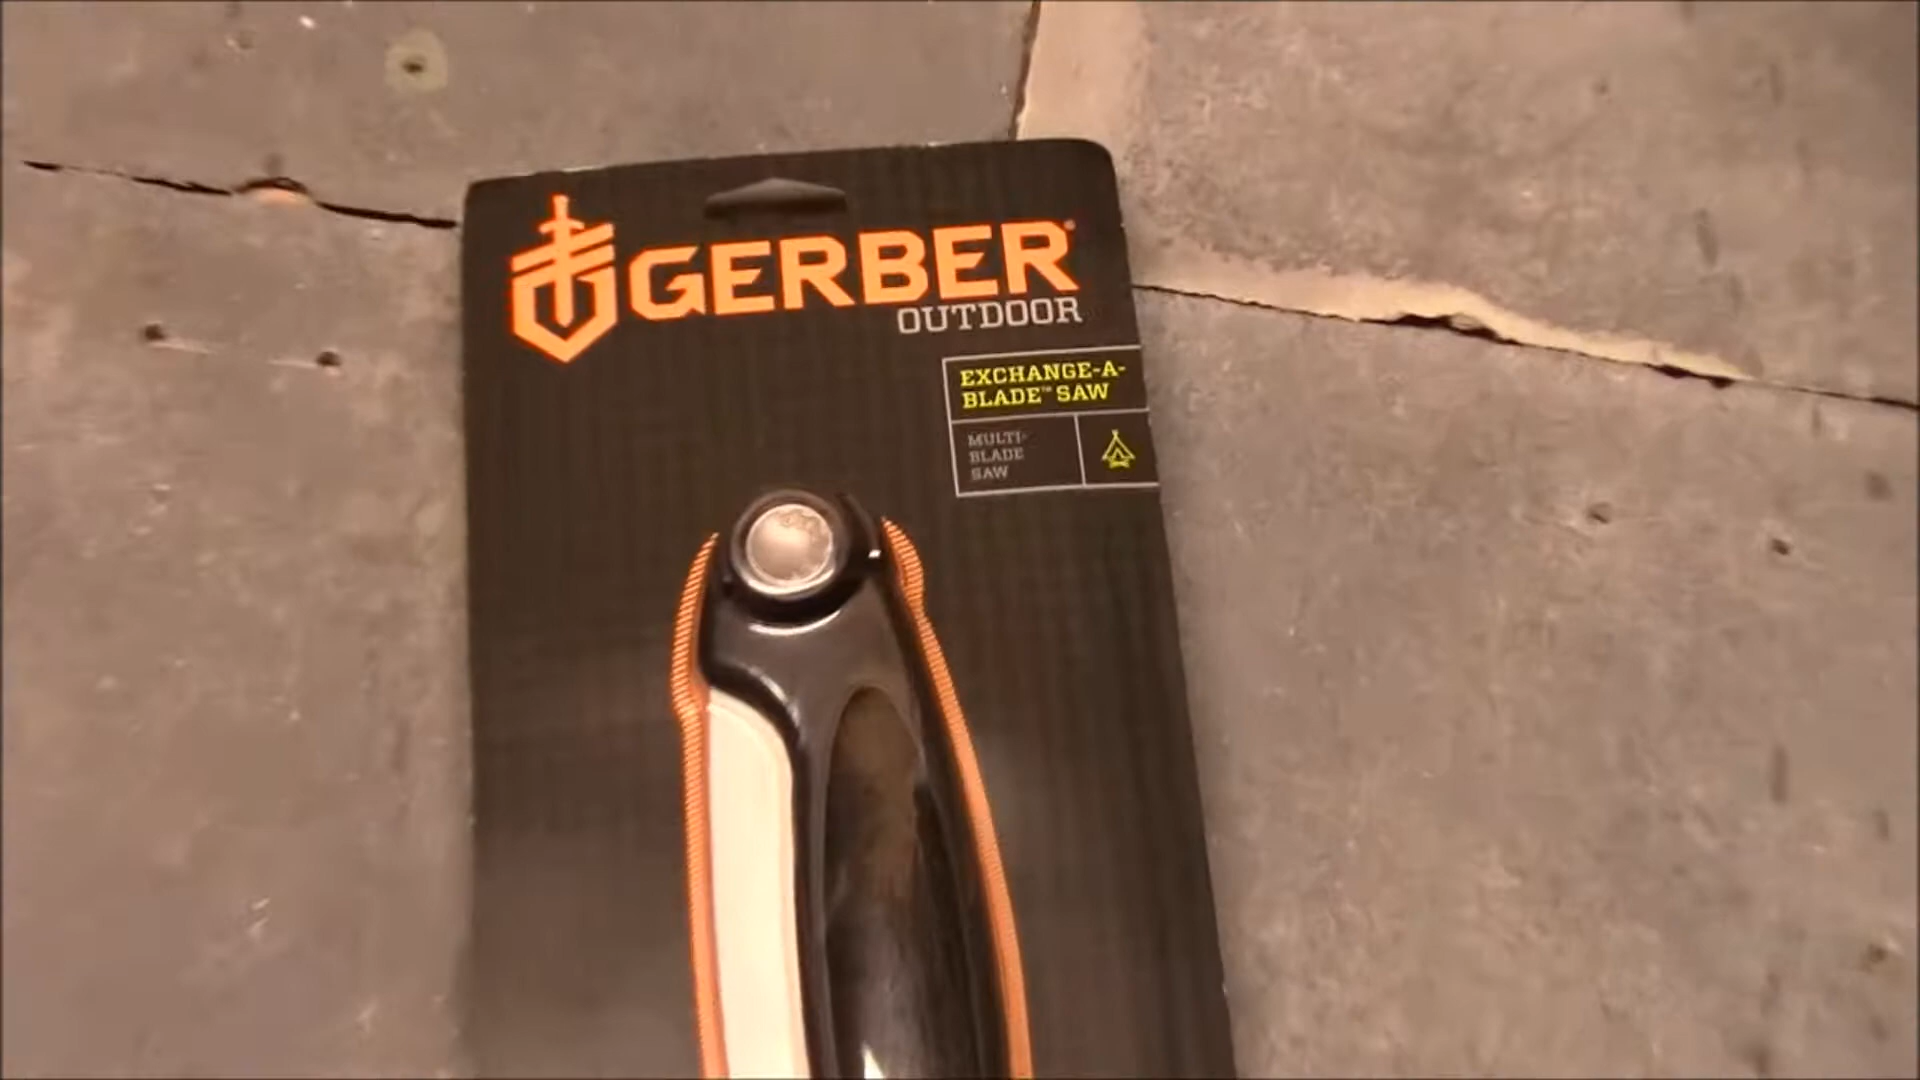 GERBER®
OUTDOOR
EXCHANGE-A-
BLADE™ SAW
MULTI-
BLADE
SAW